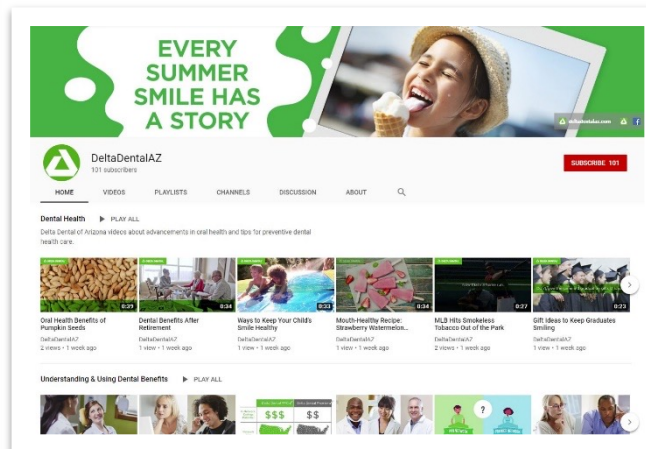 EVERY
SUMMER
SMILE HAS
A STORY
deltadentalaz.com
DeltaDentalAZ
101 subscribers
SUBSCRIBE 101
HOME VIDEOS PLAYLISTS CHANNELS DISCUSSION ABOUT
Dental Health PLAY ALL
Delta Dental of Arizona videos about advancements in oral health and tips for preventive dental
health care.
0:39 0:34 0:33 0:34 0:27 0:23
Oral Health Benefits of Dental Benefits After Ways to Keep Your Child's Mouth-Healthy Recipe: MLB Hits Smokeless Gift Ideas to Keep Graduates
Pumpkin Seeds Retirement Smile Healthy Strawberry Watermelon... Tobacco Out of the Park Smiling
DeltaDentalAZ DeltaDentalAZ DeltaDentalAZ DeltaDentalAZ DeltaDentalAZ DeltaDentalAZ
2 views • 1 week ago 1 view • 1 week ago 1 view • 1 week ago 1 view • 1 week ago 2 views • 1 week ago 1 view • 1 week ago
Understanding & Using Dental Benefits PLAY ALL
$$$ $$ ?